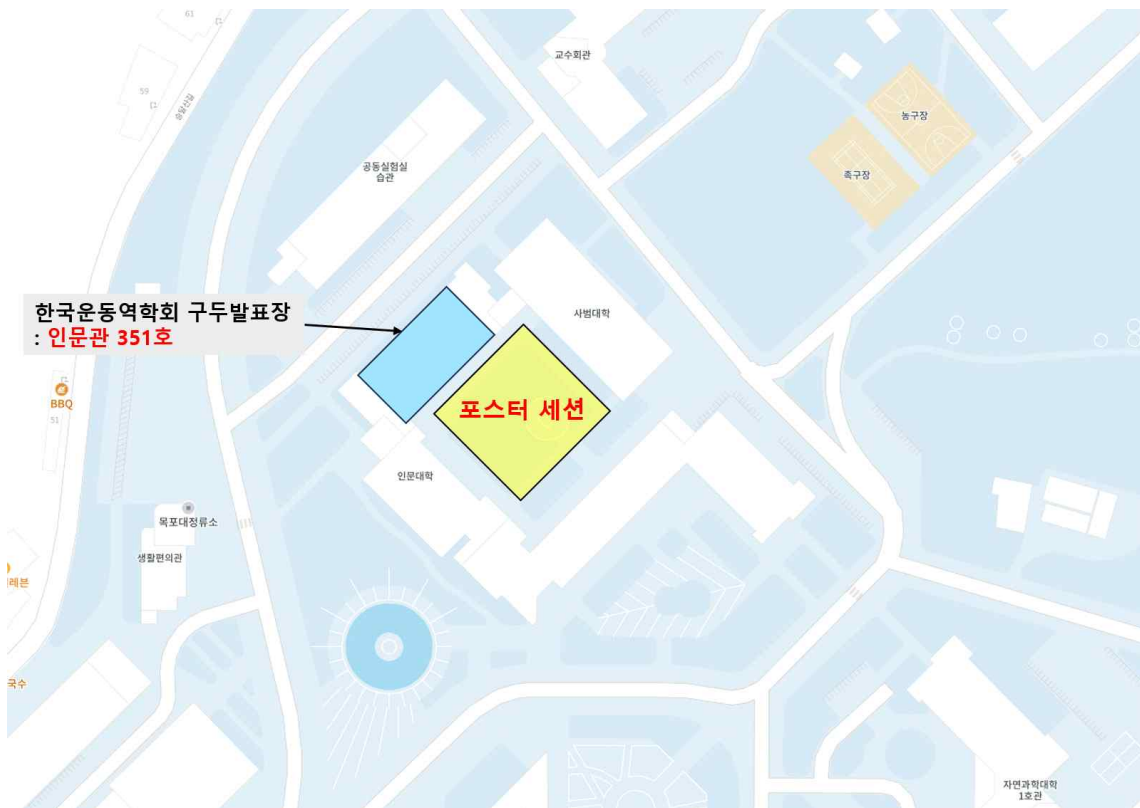 61
교수회관
59
승달산길
농구장
공동실험실
습관
족구장
한국운동역학회 구두발표장
: 인문관 351호
사범대학
BBQ
51
포스터 세션
인문대학
목포대정류소
생활편의관
레븐
국수
자연과학대학
1호관